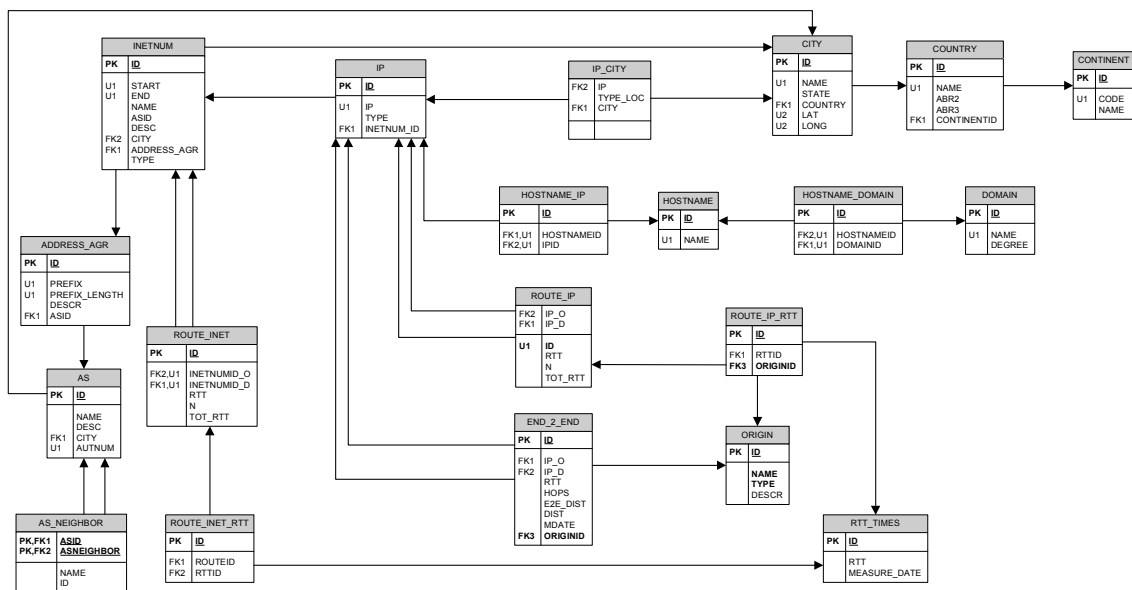 INETNUM
PK ID
U1 START
U1 END
NAME
ASID
DESC
FK2 CITY
FK1 ADDRESS_AGR
TYPE
IP
PK ID
U1 IP
TYPE
FK1 INETNUM_ID
IP_CITY
FK2 IP
TYPE_LOC
FK1 CITY
CITY
PK ID
U1 NAME
STATE
FK1 COUNTRY
U2 LAT
U2 LONG
COUNTRY
PK ID
U1 NAME
ABR2
ABR3
FK1 CONTINENTID
CONTINENT
PK ID
U1 CODE
NAME
HOSTNAME_IP
PK ID
FK1,U1 HOSTNAMEID
FK2,U1 IPID
HOSTNAME
PK ID
U1 NAME
HOSTNAME_DOMAIN
PK ID
FK2,U1 HOSTNAMEID
FK1,U1 DOMAINID
DOMAIN
PK ID
U1 NAME
DEGREE
ADDRESS_AGR
PK ID
U1 PREFIX
U1 PREFIX_LENGTH
DESCR
FK1 ASID
ROUTE_INET
PK ID
FK2,U1 INETNUMID_O
FK1,U1 INETNUMID_D
RTT
N
TOT_RTT
ROUTE_IP
FK2 IP_O
FK1 IP_D
U1 ID
RTT
N
TOT_RTT
ROUTE_IP_RTT
PK ID
FK1 RTTID
FK3 ORIGINID
AS
PK ID
NAME
DESC
FK1 CITY
U1 AUTNUM
END_2_END
PK ID
FK1 IP_O
FK2 IP_D
RTT
HOPS
E2E_DIST
DIST
MDATE
FK3 ORIGINID
ORIGIN
PK ID
NAME
TYPE
DESCR
AS_NEIGHBOR
PK,FK1 ASID
PK,FK2 ASNEIGHBOR
NAME
ID
ROUTE_INET_RTT
PK ID
FK1 ROUTEID
FK2 RTTID
RTT_TIMES
PK ID
RTT
MEASURE_DATE